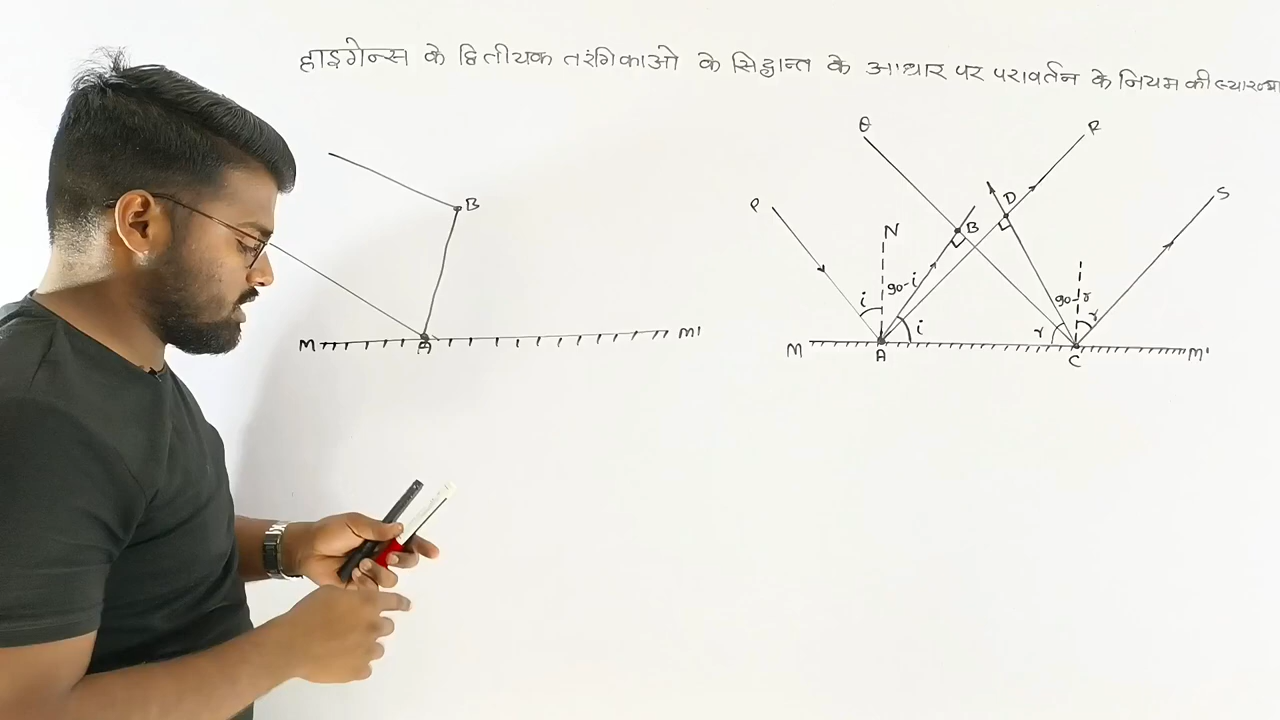 हाइगेन्स के द्वितीयक तरंगिकाओ के सिद्धान्त के आधार पर परावर्तन के नियम की व्याख्या
B
M A M'
P Q N B D R S
i 90-i i
r 90-r r
M A C M'